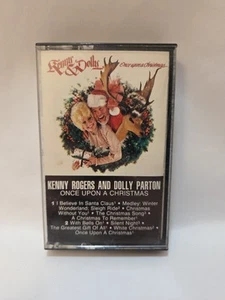 Kenny
& Dolly
Once Upon A Christmas
KENNY ROGERS AND DOLLY PARTON
ONCE UPON A CHRISTMAS
I Believe In Santa Claus • Medley: Winter
Wonderland, Sleigh Ride • Christmas
Without You • The Christmas Song •
A Christmas To Remember
With Bells On • Silent Night •
The Greatest Gift Of All • White Christmas •
Once Upon A Christmas